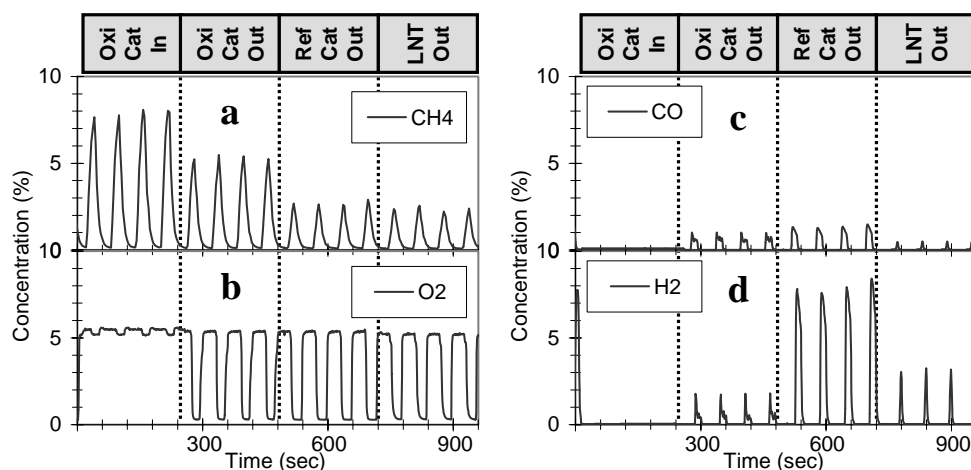 Oxi Cat In
Oxi Cat Out
Ref Cat Out
LNT Out
Oxi Cat In
Oxi Cat Out
Ref Cat Out
LNT Out
10
a
CH4
5
10
b
O2
5
0
Concentration (%)
300
600
900
Time (sec)
10
CO
c
5
0
10
H2
d
5
0
Concentration (%)
300
600
900
Time (sec)